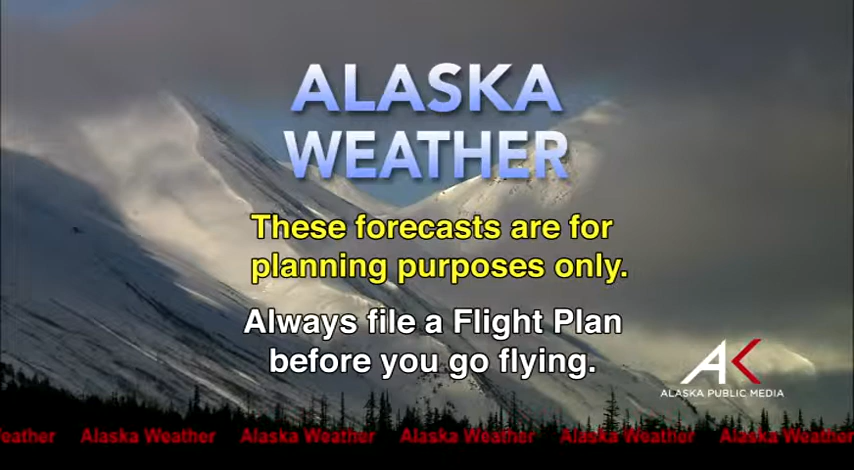 ALASKA
WEATHER
These forecasts are for
planning purposes only.
Always file a Flight Plan
before you go flying.
AK
ALASKA PUBLIC MEDIA
eather Alaska Weather Alaska Weather Alaska Weather Alaska Weather Alaska Weather